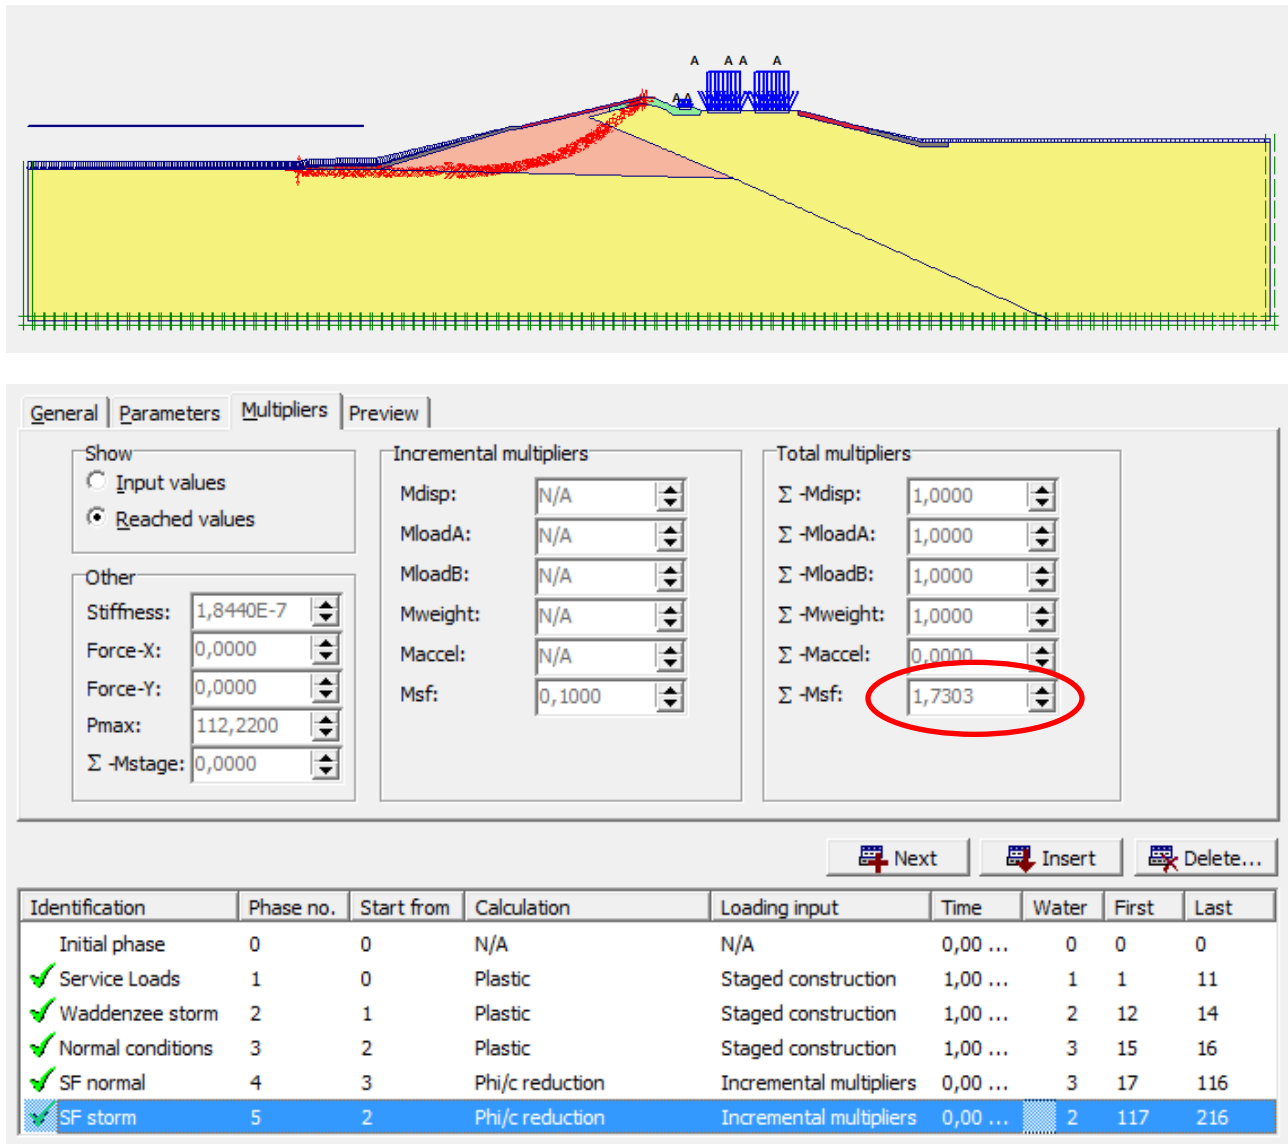 A A A A
A A
General Parameters Multipliers Preview
Show
Input values
Reached values
Other
Stiffness: 1,8440E-7
Force-X: 0,0000
Force-Y: 0,0000
Pmax: 112,2200
Σ -Mstage: 0,0000
Incremental multipliers
Mdisp: N/A
MloadA: N/A
MloadB: N/A
Mweight: N/A
Maccel: N/A
Msf: 0,1000
Total multipliers
Σ -Mdisp: 1,0000
Σ -MloadA: 1,0000
Σ -MloadB: 1,0000
Σ -Mweight: 1,0000
Σ -Maccel: 0,0000
Σ -Msf: 1,7303
Next Insert Delete...
Identification Phase no. Start from Calculation Loading input Time Water First Last
Initial phase 0 0 N/A N/A 0,00 ... 0 0 0
Service Loads 1 0 Plastic Staged construction 1,00 ... 1 1 11
Waddenzee storm 2 1 Plastic Staged construction 1,00 ... 2 12 14
Normal conditions 3 2 Plastic Staged construction 1,00 ... 3 15 16
SF normal 4 3 Phi/c reduction Incremental multipliers 0,00 ... 3 17 116
SF storm 5 2 Phi/c reduction Incremental multipliers 0,00 ... 2 117 216